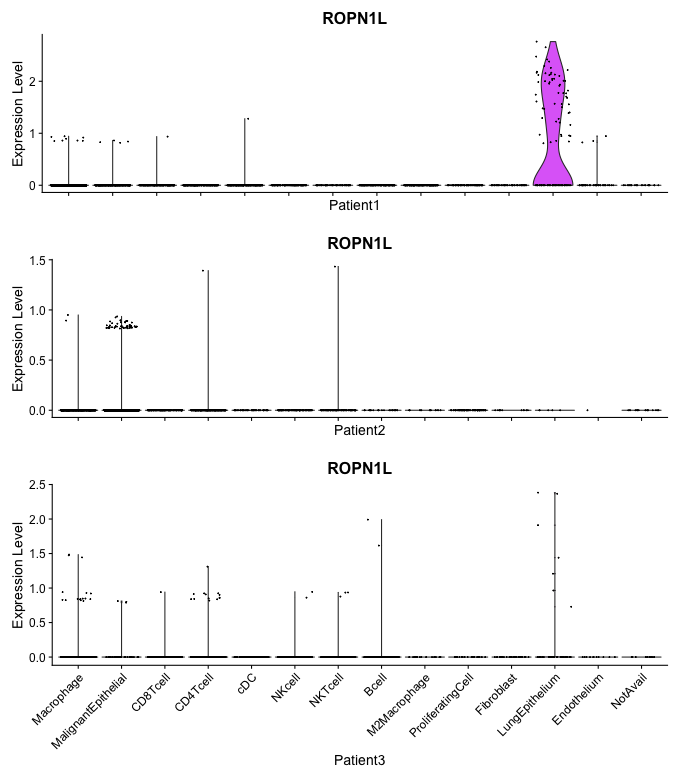 ROPN1L
Expression Level
2
1
0
Patient1
ROPN1L
Expression Level
1.5
1.0
0.5
0.0
Patient2
ROPN1L
Expression Level
2.5
2.0
1.5
1.0
0.5
0.0
Macrophage
MalignantEpithelial
CD8Tcell
CD4Tcell
cDC
NKcell
NKTcell
Bcell
M2Macrophage
ProliferatingCell
Fibroblast
LungEpithelium
Endothelium
NotAvail
Patient3